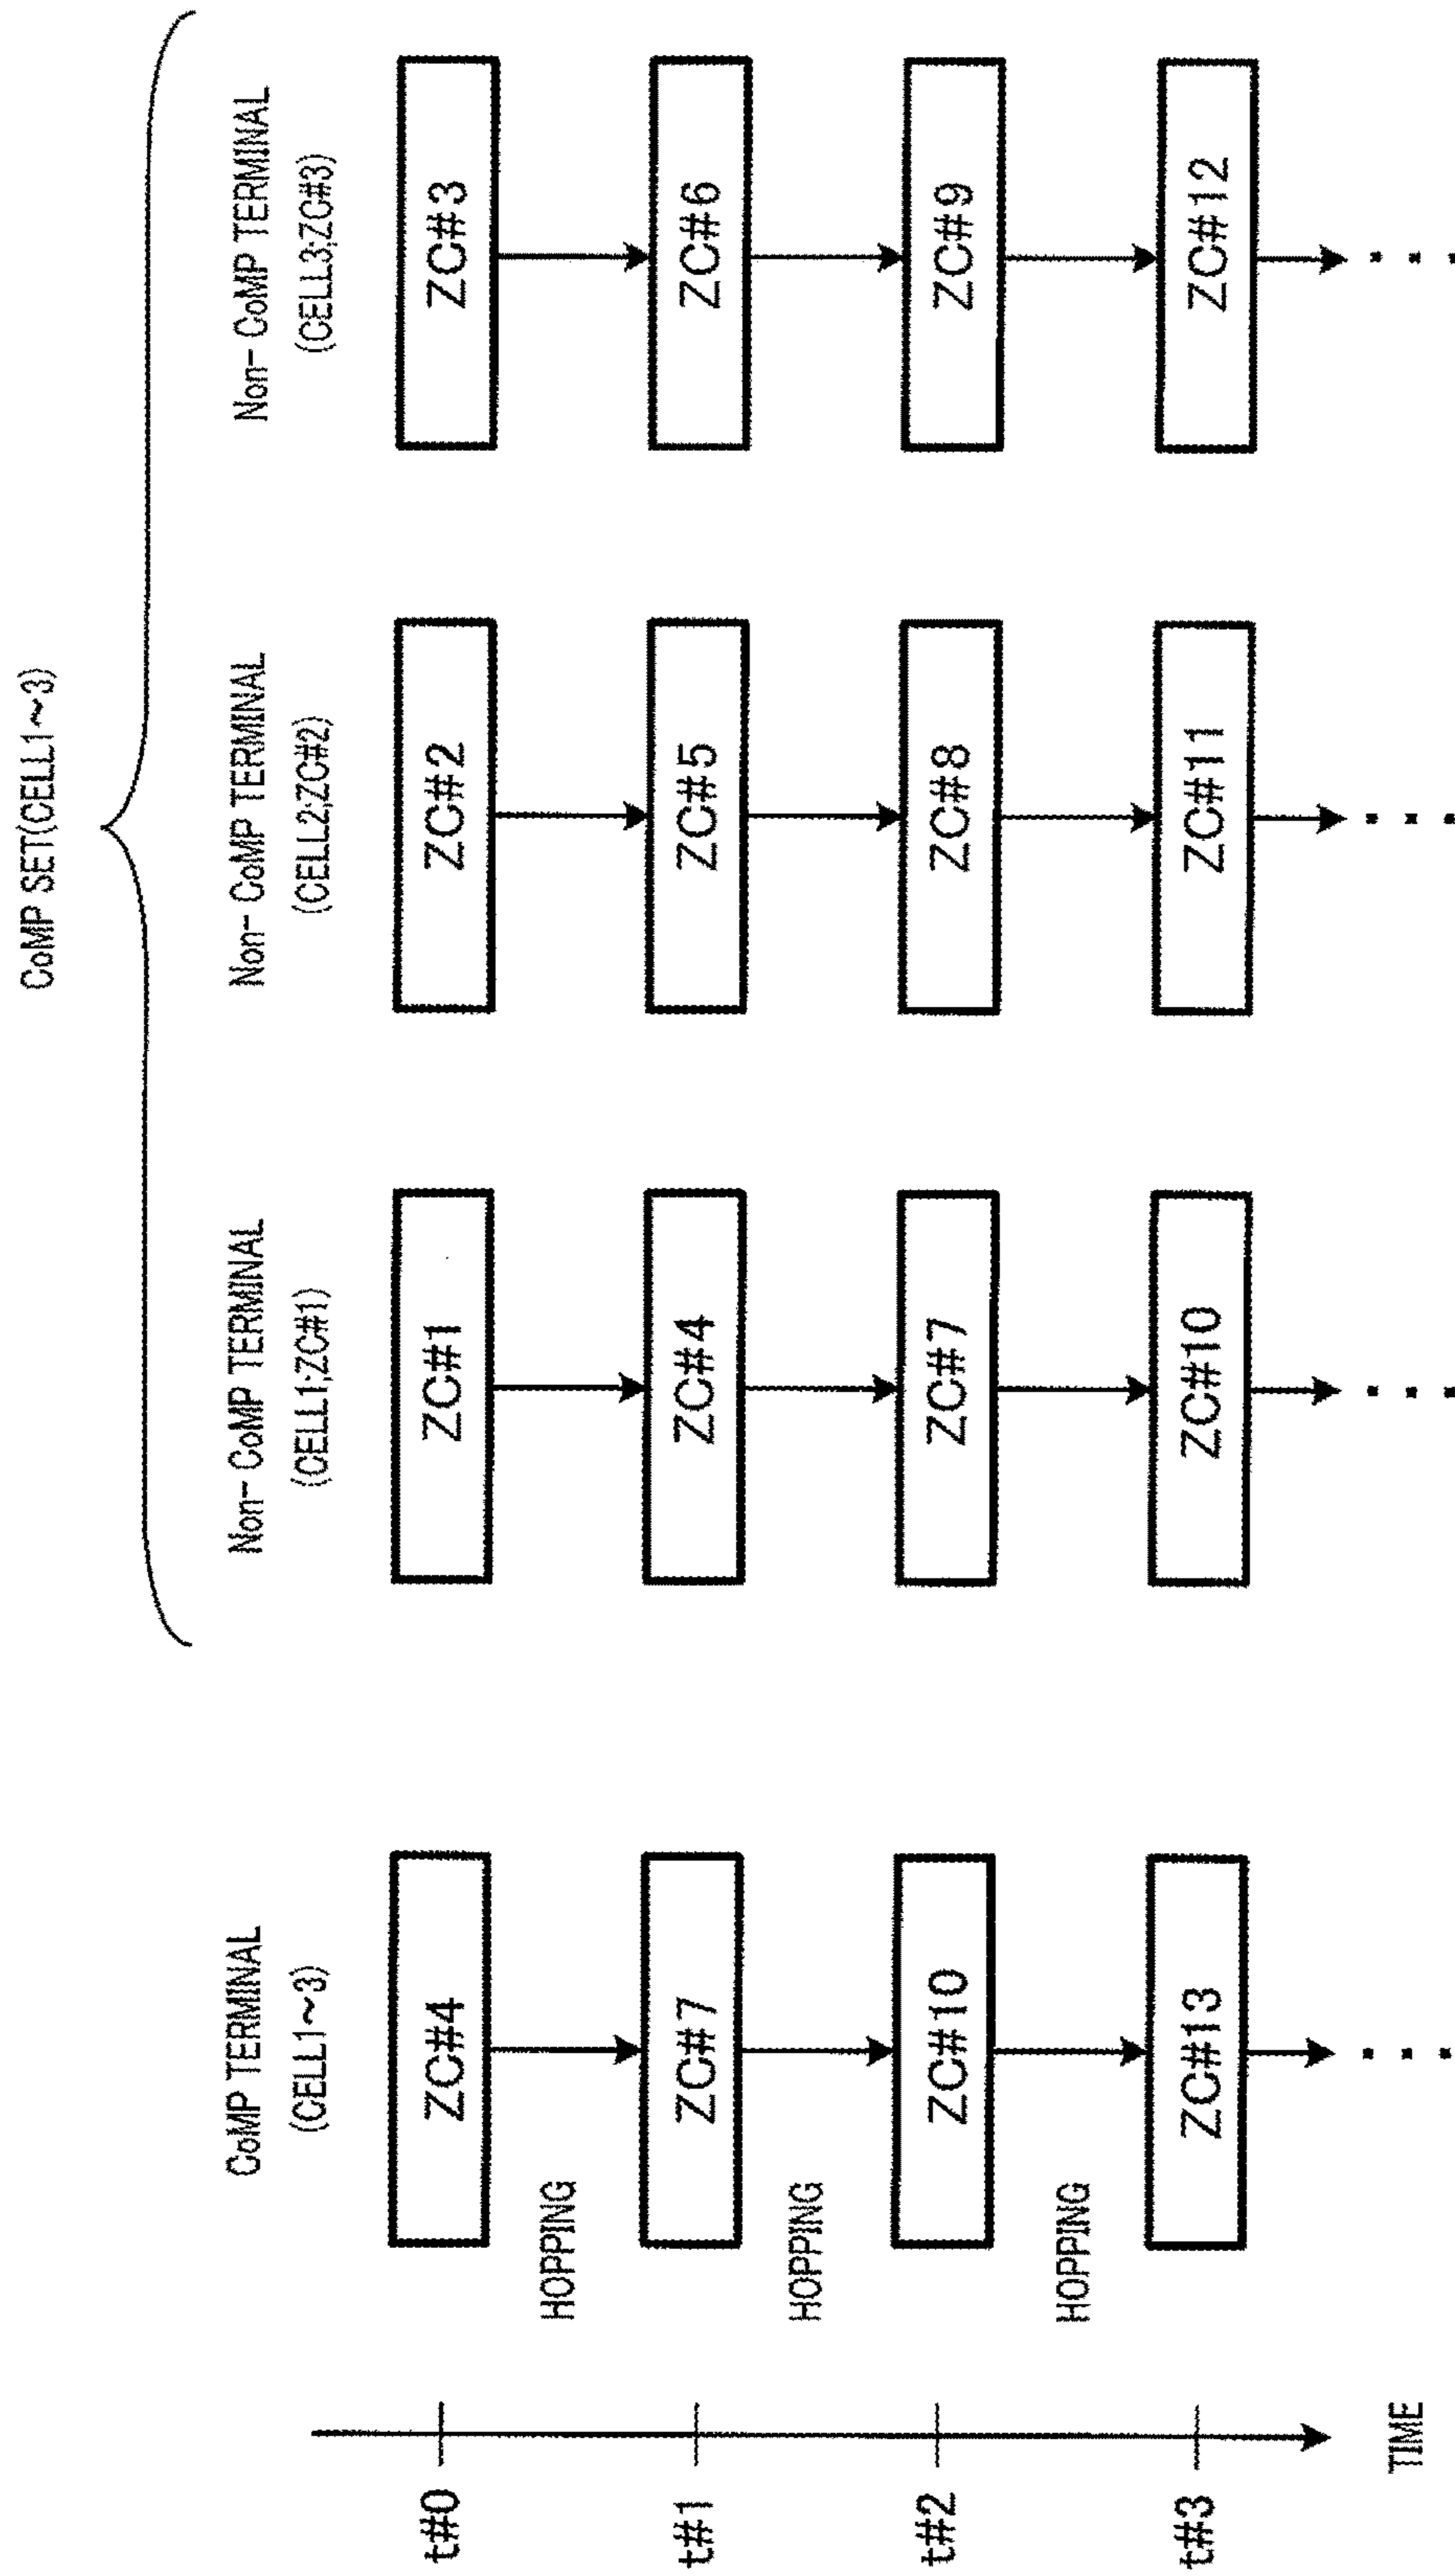 CoMP SET(CELL1~3)
CoMP TERMINAL
(CELL1~3)
Non- CoMP TERMINAL
(CELL1;ZC#1)
Non- CoMP TERMINAL
(CELL2;ZC#2)
Non- CoMP TERMINAL
(CELL3;ZC#3)
t#0
ZC#4
ZC#1
ZC#2
ZC#3
HOPPING
t#1
ZC#7
ZC#4
ZC#5
ZC#6
HOPPING
t#2
ZC#10
ZC#7
ZC#8
ZC#9
HOPPING
t#3
ZC#13
ZC#10
ZC#11
ZC#12
TIME